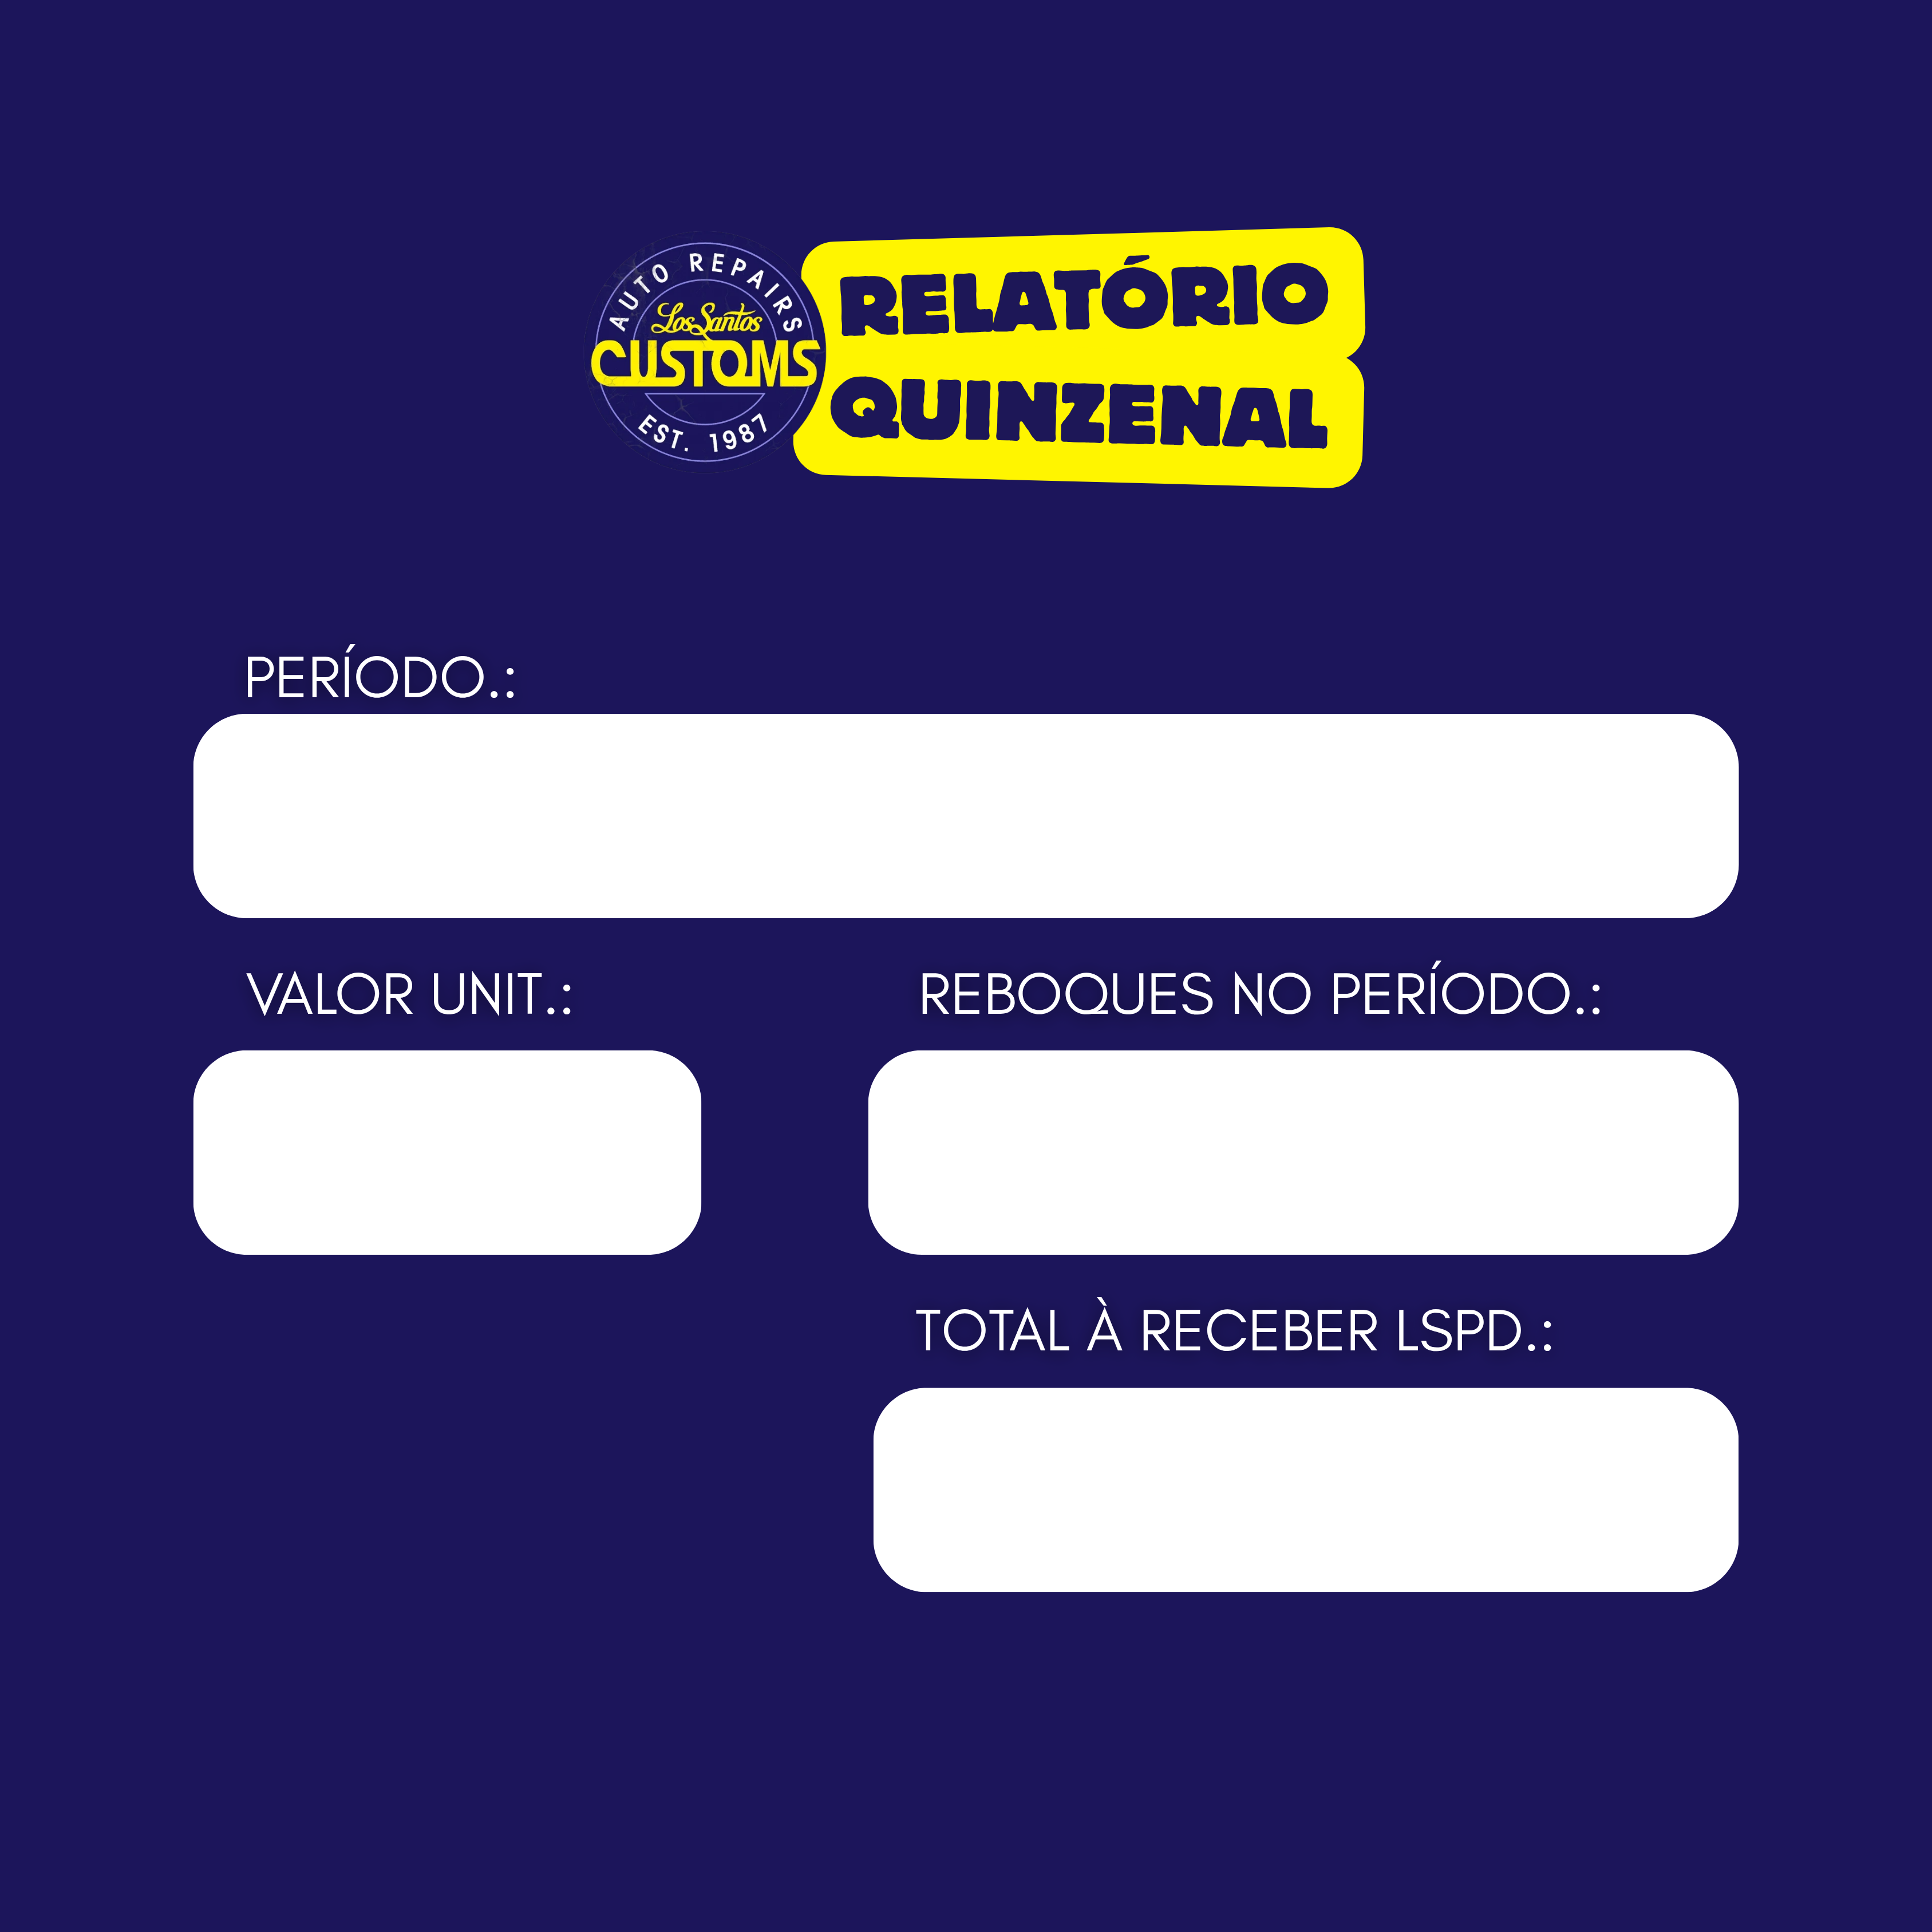 AUTO REPAIRS
Los Santos
CUSTOMS
EST. 1987
RELATÓRIO
QUINZENAL
PERÍODO.:
VALOR UNIT.:
REBOQUES NO PERÍODO.:
TOTAL À RECEBER LSPD.: